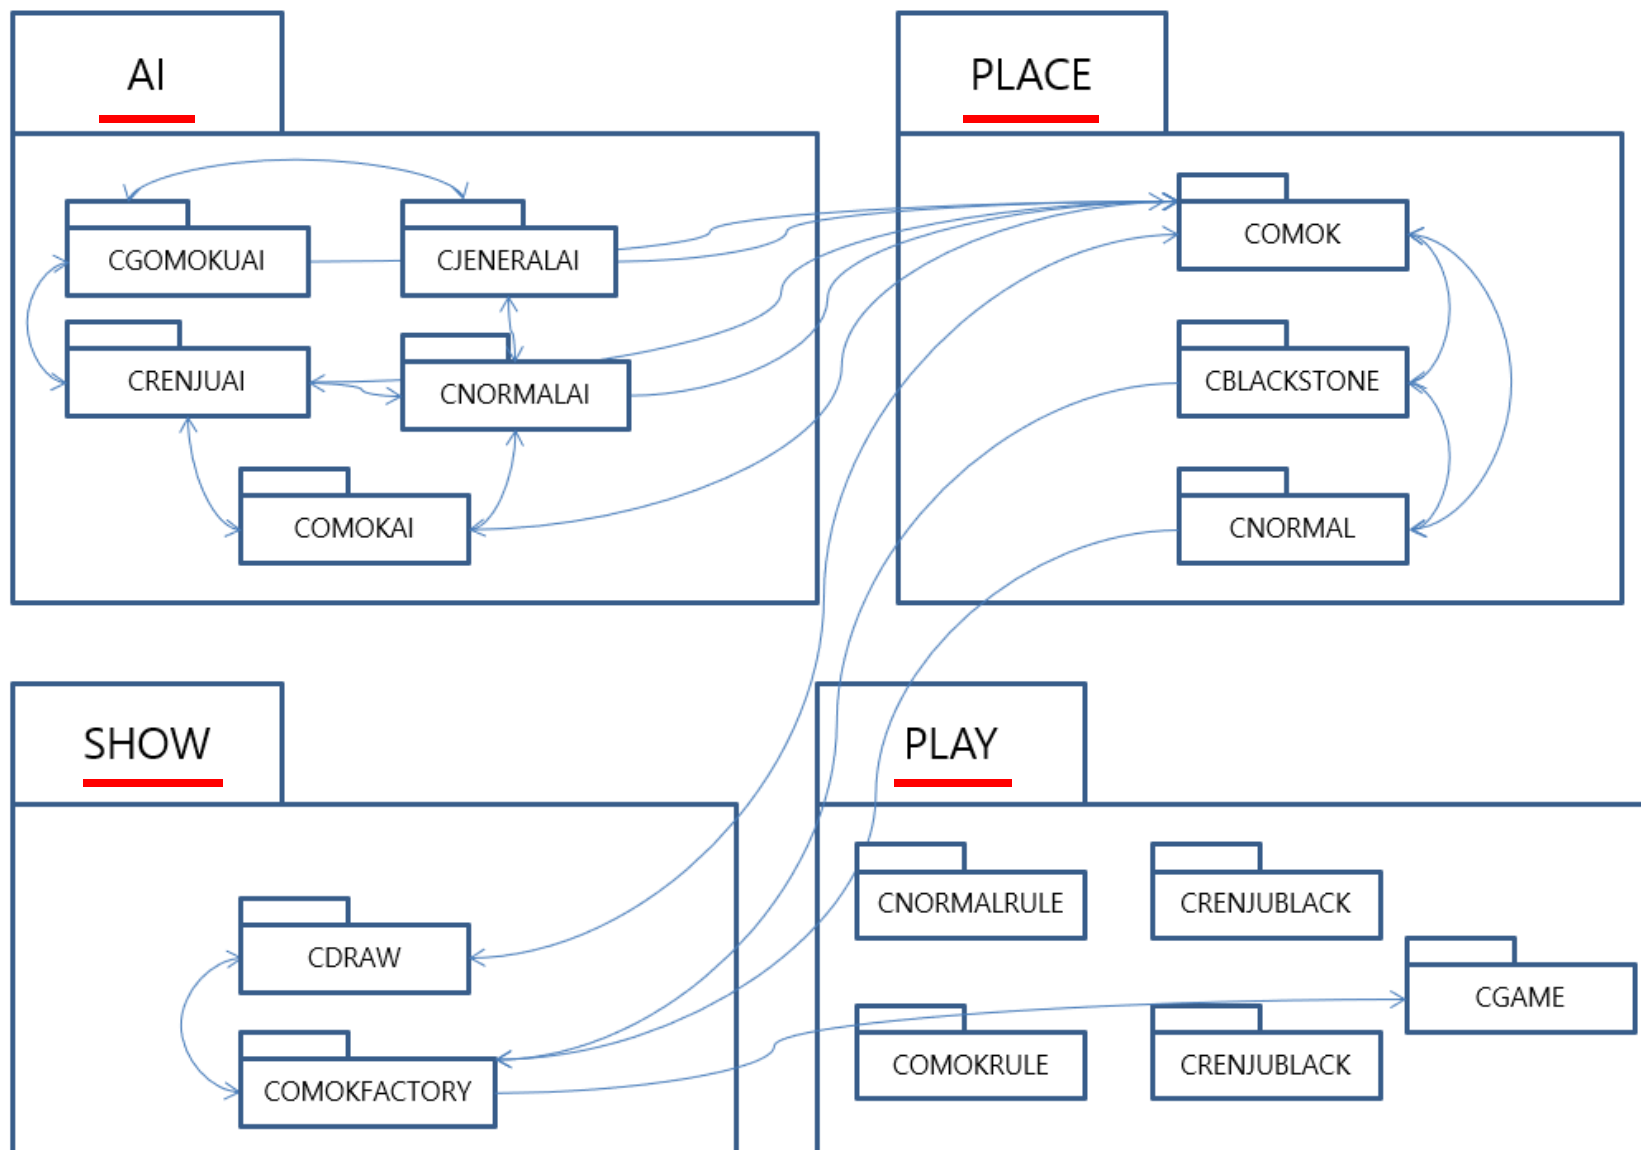 AI
CGOMOKUAI
CJENERALAI
CRENJUAI
CNORMALAI
COMOKAI
PLACE
COMOK
CBLACKSTONE
CNORMAL
SHOW
CDRAW
COMOKFACTORY
PLAY
CNORMALRULE
CRENJUBLACK
CGAME
COMOKRULE
CRENJUBLACK